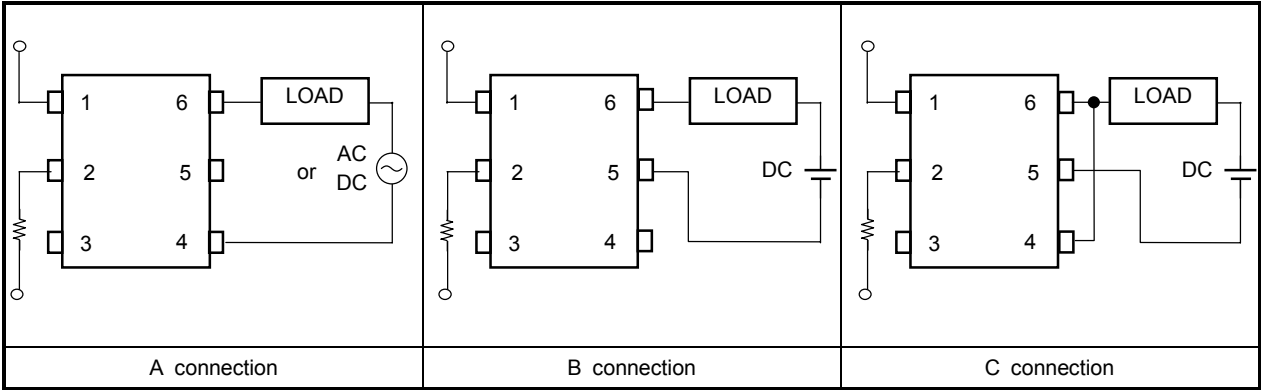 1 6 LOAD
2 5 or AC DC
3 4
A connection
1 6 LOAD
2 5 DC
3 4
B connection
1 6 LOAD
2 5 DC
3 4
C connection